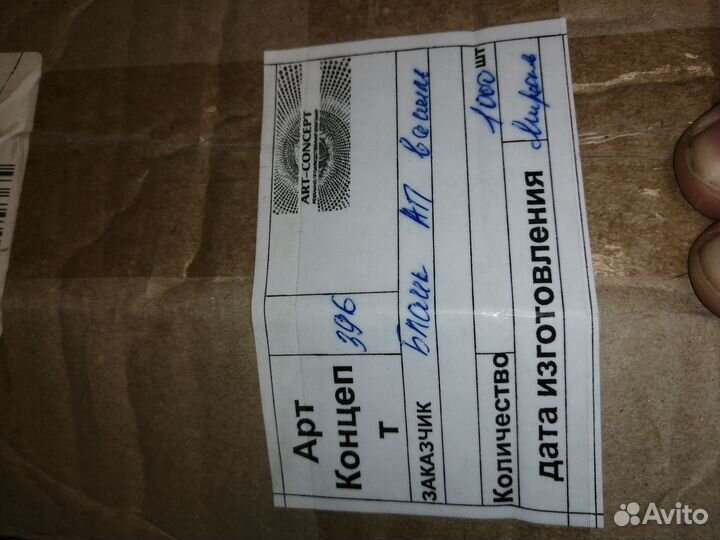 Арт
Концеп
т
396
ART-CONCEPT
ЗАКАЗЧИК
Бланк АП
Количество
1000 шт
дата изготовления
Avito